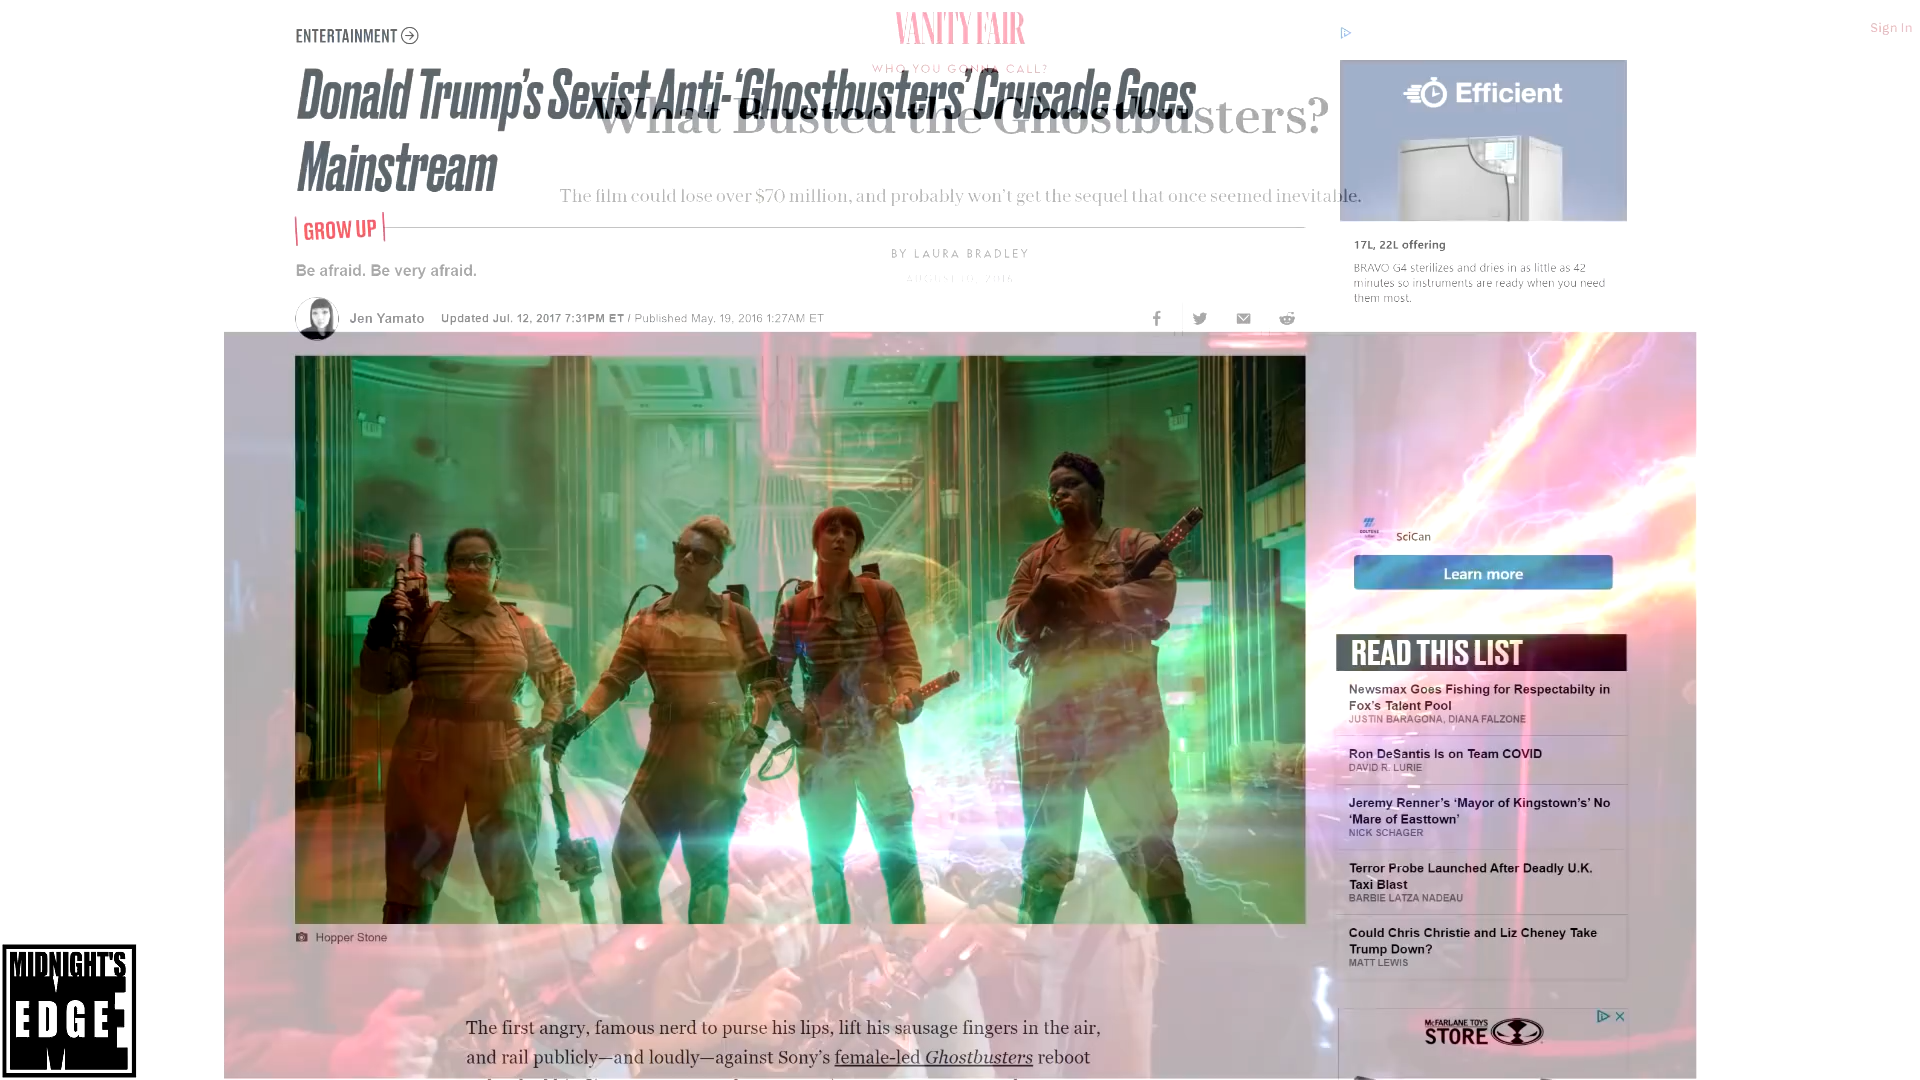 ENTERTAINMENT
VANITY FAIR
Sign In
WHO YOU GONNA CALL?
Donald Trump's Sexist Anti-'Ghostbusters' Crusade Goes
Mainstream
What Busted the Ghostbusters?
The film could lose over $70 million, and probably won't get the sequel that once seemed inevitable.
GROW UP
BY LAURA BRADLEY
AUGUST 10, 2016
Be afraid. Be very afraid.
Jen Yamato Updated Jul. 12, 2017 7:31PM ET / Published May. 19, 2016 1:27AM ET
Efficient
17L, 22L offering
BRAVO G4 sterilizes and dries in as little as 42
minutes so instruments are ready when you need
them most.
SciCan
Learn more
READ THIS LIST
Newsmax Goes Fishing for Respectabilty in
Fox's Talent Pool
JUSTIN BARAGONA, DIANA FALZONE
Ron DeSantis Is on Team COVID
DAVID R. LURIE
Jeremy Renner's 'Mayor of Kingstown's' No
'Mare of Easttown'
NICK SCHAGER
Terror Probe Launched After Deadly U.K.
Taxi Blast
BARBIE LATZA NADEAU
Could Chris Christie and Liz Cheney Take
Trump Down?
MATT LEWIS
McFARLANE TOYS
STORE
Hopper Stone
The first angry, famous nerd to purse his lips, lift his sausage fingers in the air,
and rail publicly—and loudly—against Sony's female-led Ghostbusters reboot
MIDNIGHT'S
EDGE